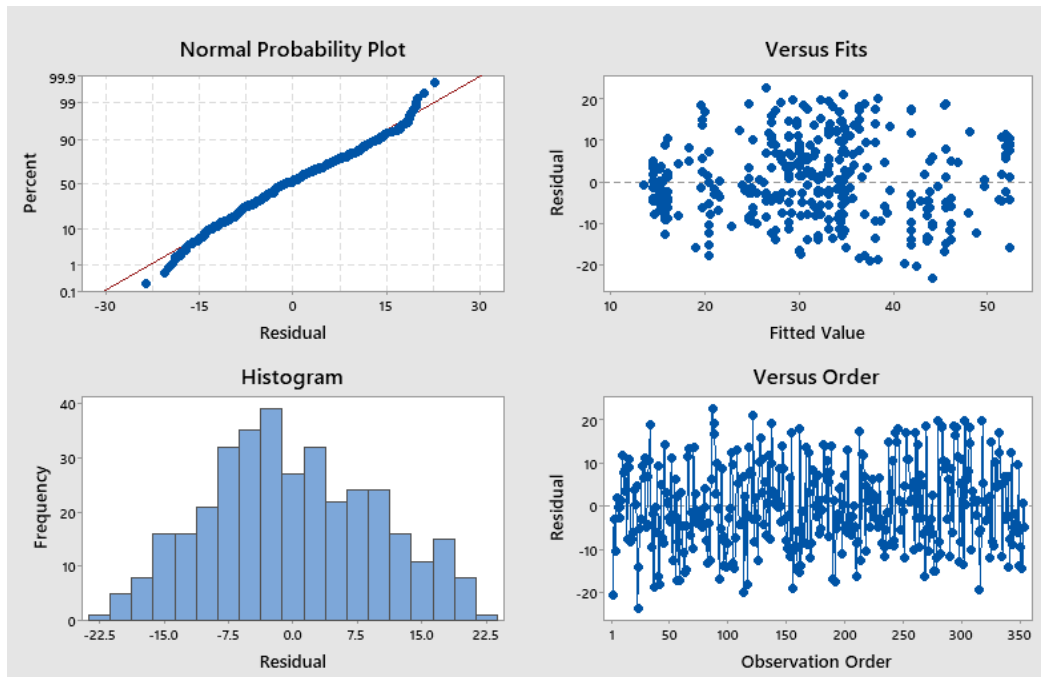 Normal Probability Plot
99.9
99
90
50
10
1
0.1
Percent
-30 -15 0 15 30
Residual
Versus Fits
20
10
0
-10
-20
Residual
10 20 30 40 50
Fitted Value
Histogram
40
30
20
10
0
Frequency
-22.5 -15.0 -7.5 0.0 7.5 15.0 22.5
Residual
Versus Order
20
10
0
-10
-20
Residual
1 50 100 150 200 250 300 350
Observation Order